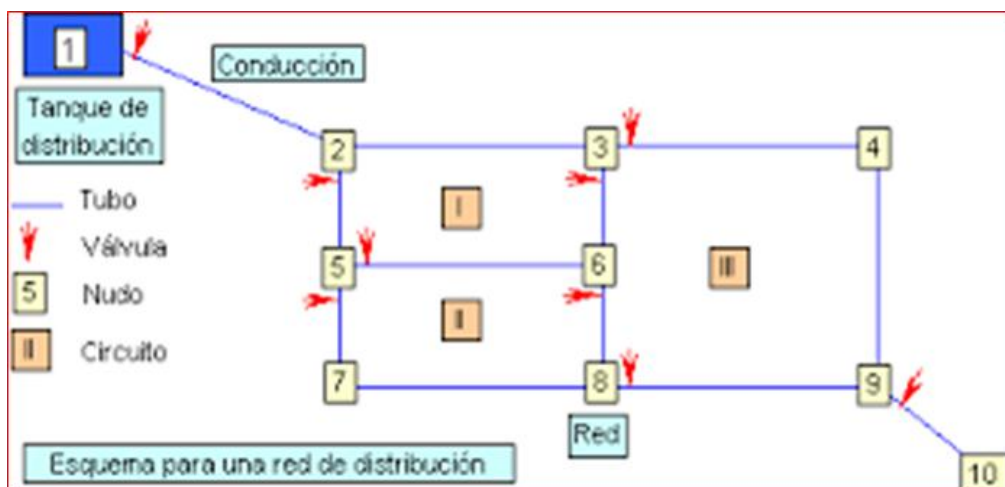 1
Conducción
Tanque de
distribución
2
3
4
Tubo
I
Válvula
5
6
III
5
Nudo
II
II
Circuito
7
8
9
Red
Esquema para una red de distribución
10